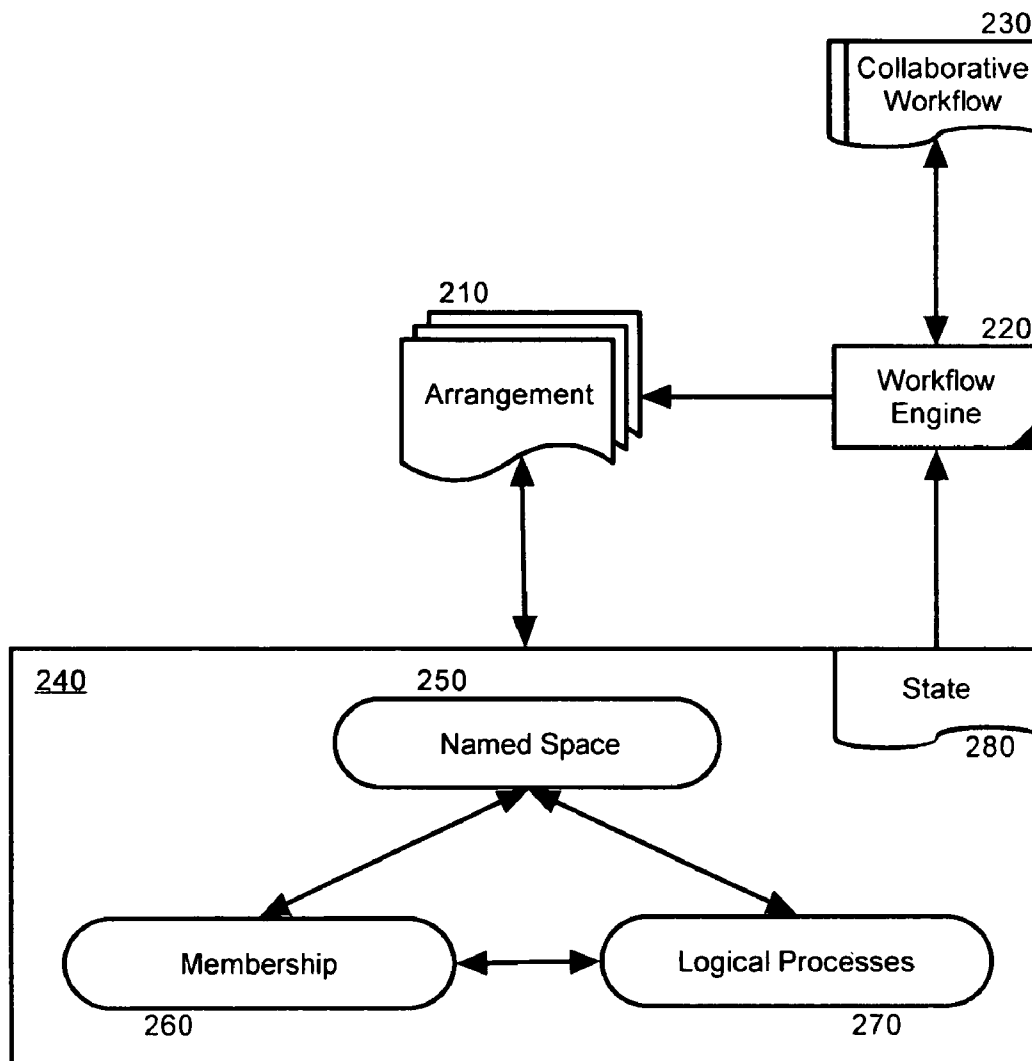 230
Collaborative
Workflow
210
220
Arrangement
Workflow
Engine
240
250
State
280
Named Space
Membership
Logical Processes
260
270